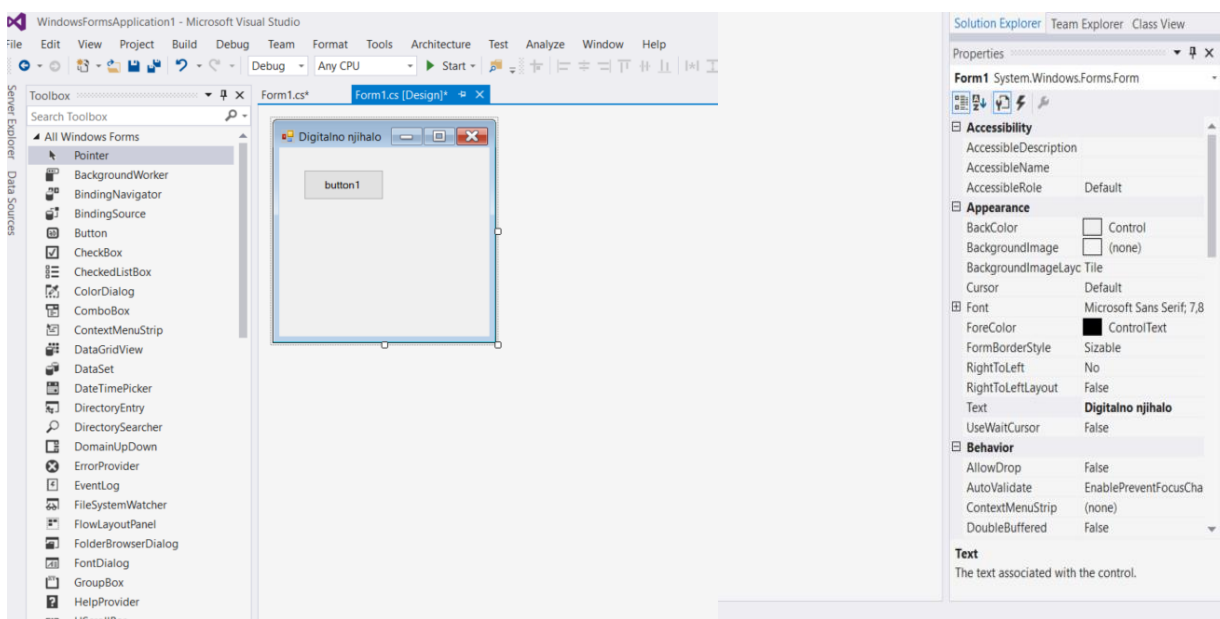 WindowsFormsApplication1 - Microsoft Visual Studio
File Edit View Project Build Debug Team Format Tools Architecture Test Analyze Window Help
Debug Any CPU Start
Server Explorer
Data Sources
Toolbox
Search Toolbox
All Windows Forms
Pointer
BackgroundWorker
BindingNavigator
BindingSource
Button
CheckBox
CheckedListBox
ColorDialog
ComboBox
ContextMenuStrip
DataGridView
DataSet
DateTimePicker
DirectoryEntry
DirectorySearcher
DomainUpDown
ErrorProvider
EventLog
FileSystemWatcher
FlowLayoutPanel
FolderBrowserDialog
FontDialog
GroupBox
HelpProvider
Form1.cs* Form1.cs [Design]*
Digitalno njihalo
button1
Solution Explorer Team Explorer Class View
Properties
Form1 System.Windows.Forms.Form
Accessibility
AccessibleDescription
AccessibleName
AccessibleRole Default
Appearance
BackColor Control
BackgroundImage (none)
BackgroundImageLayc Tile
Cursor Default
Font Microsoft Sans Serif; 7,8
ForeColor ControlText
FormBorderStyle Sizable
RightToLeft No
RightToLeftLayout False
Text Digitalno njihalo
UseWaitCursor False
Behavior
AllowDrop False
AutoValidate EnablePreventFocusCha
ContextMenuStrip (none)
DoubleBuffered False
Text
The text associated with the control.